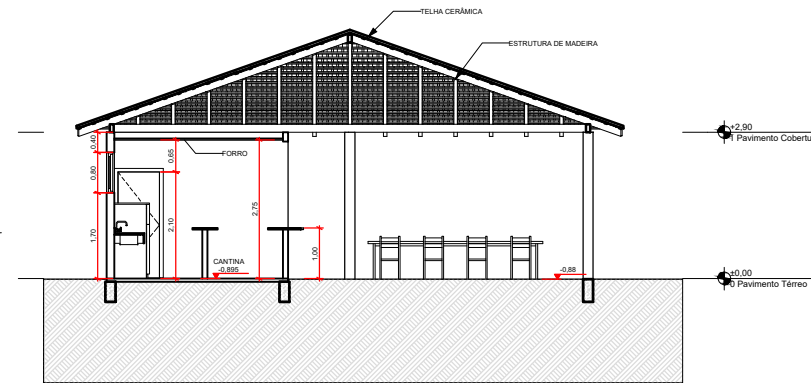 TELHA CERÂMICA
ESTRUTURA DE MADEIRA
+2,90
1 Pavimento Cobertu
0,40
0,65
FORRO
0,80
2,75
2,10
1,70
1,00
CANTINA
-0,895
-0,88
±0,00
0 Pavimento Térreo